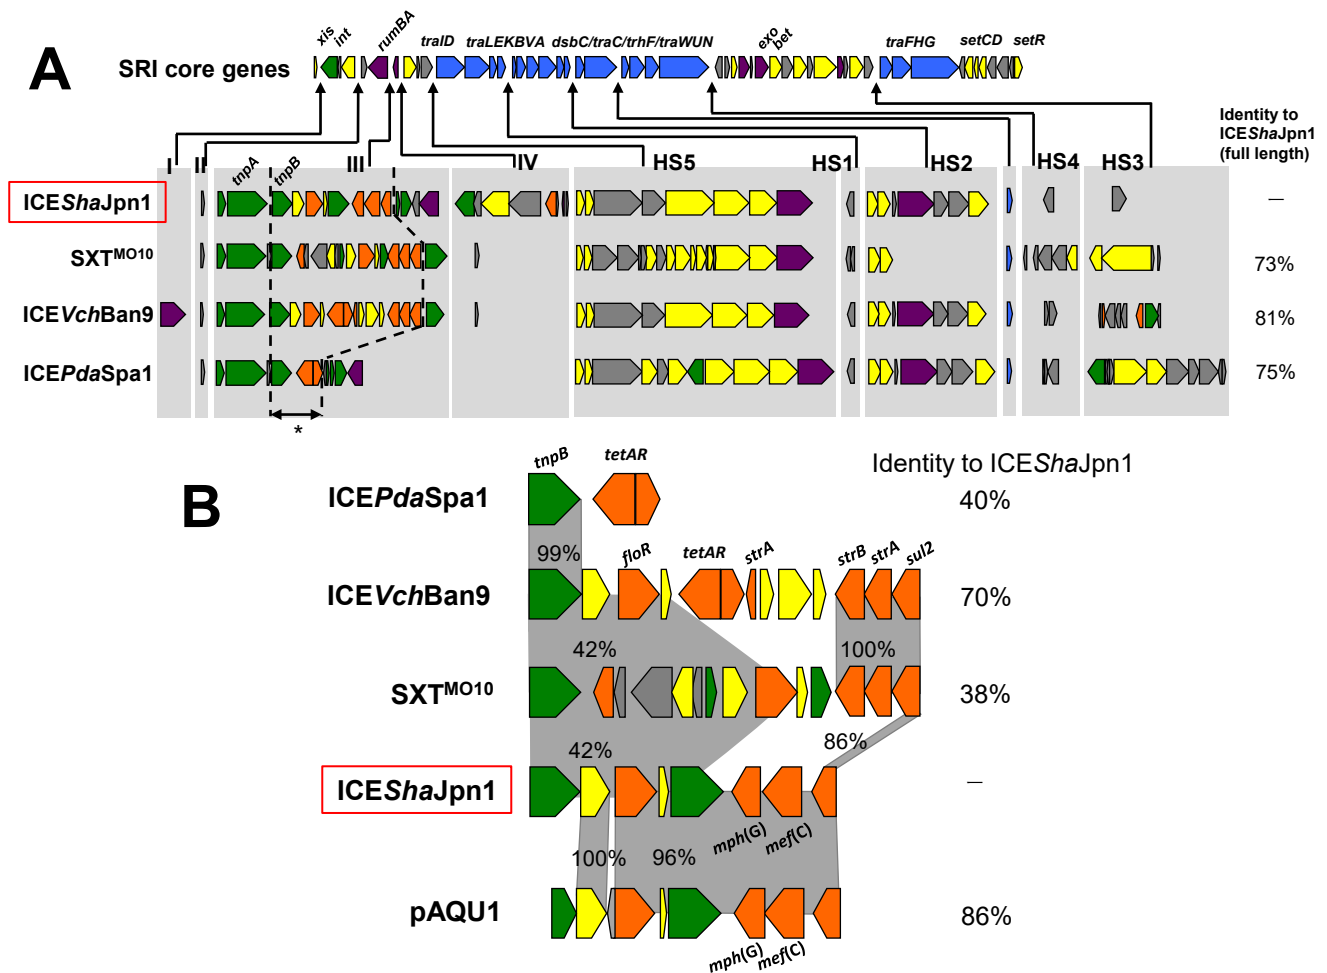 A
SRI core genes
xis
int
rumBA
traID
traLEKBVA
dsbC/traC/trhF/traWUN
exo
bet
traFHG
setCD
setR
Identity to
ICEShaJpn1
(full length)
I
II
III
IV
HS5
HS1
HS2
HS4
HS3
tnpA
tnpB
ICEShaJpn1
—
SXTMO10
73%
ICEVchBan9
81%
ICEPdaSpa1
75%
*
B
tnpB
tetAR
Identity to ICEShaJpn1
ICEPdaSpa1
40%
99%
floR
tetAR
strA
strB
strA
sul2
ICEVchBan9
70%
42%
100%
SXTMO10
38%
42%
86%
ICEShaJpn1
—
mph(G)
mef(C)
100%
96%
pAQU1
86%
mph(G)
mef(C)